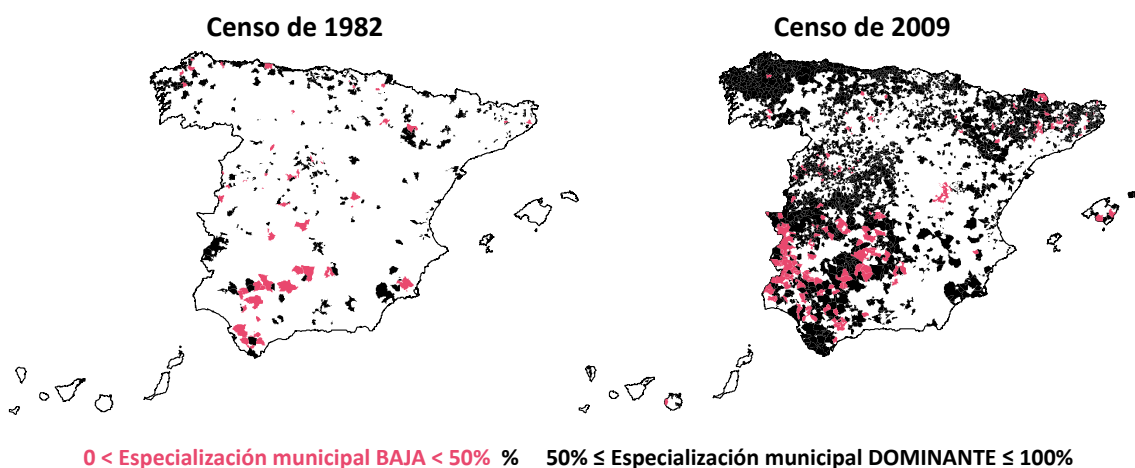 Censo de 1982
Censo de 2009
0 < Especialización municipal BAJA < 50% % 50% ≤ Especialización municipal DOMINANTE ≤ 100%